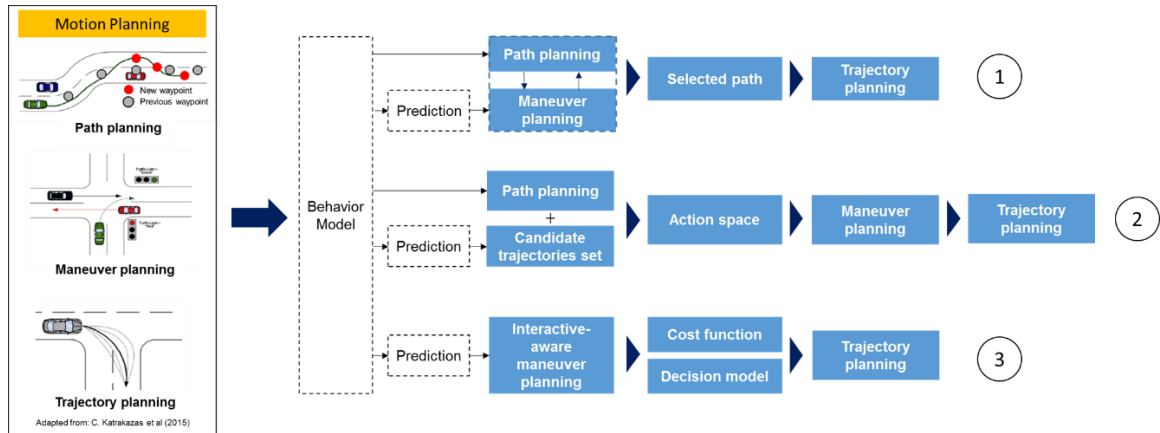 Motion Planning
New waypoint
Previous waypoint
Path planning
Maneuver planning
Trajectory planning
Adapted from: C. Katrakazas et al (2015)
Behavior
Model
Path planning
Prediction
Maneuver
planning
Selected path
Trajectory
planning
1
Path planning
+
Prediction
Candidate
trajectories set
Action space
Maneuver
planning
Trajectory
planning
2
Prediction
Interactive-
aware
maneuver
planning
Cost function
Decision model
Trajectory
planning
3